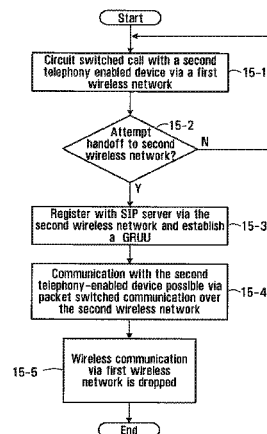 Start
Circuit switched call with a second
telephony enabled device via a first
wireless network
15-1
15-2
Attempt
handoff to second
wireless network?
N
Y
Register with SIP server via the
second wireless network and establish
a GRUU
15-3
Communication with the second
telephony-enabled device possible via
packet switched communication over
the second wireless network
15-4
Wireless communication
via first wireless
network is dropped
15-5
End